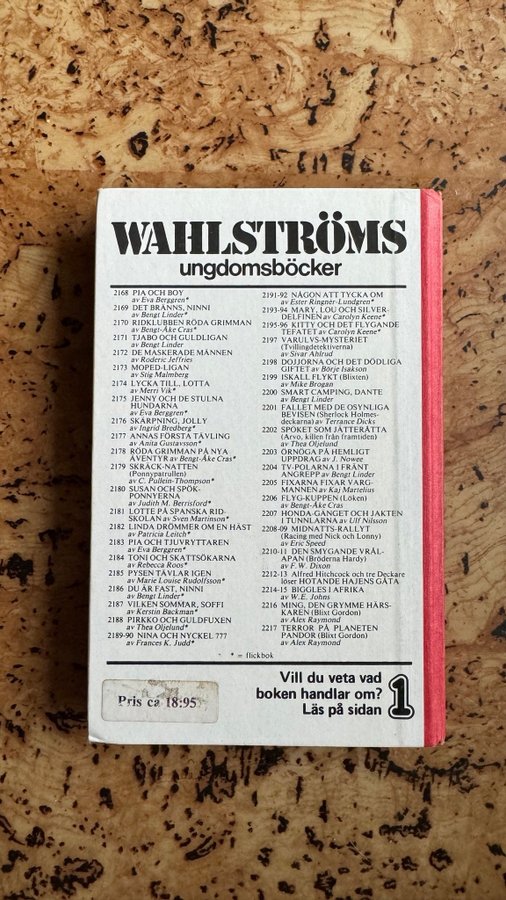 WAHLSTRÖMS
ungdomsböcker
2168 PIA OCH BOY
av Eva Berggren*
2169 DET BRÄNNS, NINNI
av Bengt Linder*
2170 RIDKLUBBEN RÖDA GRIMMAN
av Bengt-Åke Cras*
2171 TJABO OCH GULDLIGAN
av Bengt Linder
2172 DE MASKERADE MÄNNEN
av Roderic Jeffries
2173 MOPED-LIGAN
av Stig Malmberg
2174 LYCKA TILL, LOTTA
av Merri Vik*
2175 JENNY OCH DE STULNA
HUNDARNA
av Eva Berggren*
2176 SKÄRPNING, JOLLY
av Ingrid Bredberg*
2177 ANNAS FÖRSTA TÄVLING
av Anita Gustavsson*
2178 RÖDA GRIMMAN PÅ NYA
ÄVENTYR av Bengt-Åke Cras*
2179 SKRÄCK-NATTEN
(Ponnypatrullen)
av C. Pullein-Thompson*
2180 SUSAN OCH SPÖK-
PONNYERNA
av Judith M. Berrisford*
2181 LOTTE PÅ SPANSKA RID-
SKOLAN av Sven Martinson*
2182 LINDA DRÖMMER OM EN HÄST
av Patricia Leitch*
2183 PIA OCH TJUVRYTTAREN
av Eva Berggren*
2184 TONI OCH SKATTSÖKARNA
av Rebecca Roos*
2185 PYSEN TÄVLAR IGEN
av Marie Louise Rudolfsson*
2186 DU ÄR FAST, NINNI
av Bengt Linder*
2187 VILKEN SOMMAR, SOFFI
av Kerstin Backman*
2188 PIRKKO OCH GULDFUXEN
av Thea Oljelund*
2189-90 NINA OCH NYCKEL 777
av Frances K. Judd*
2191-92 NÅGON ATT TYCKA OM
av Ester Ringnér-Lundgren*
2193-94 MARY, LOU OCH SILVER-
DELFINEN av Carolyn Keene*
2195-96 KITTY OCH DET FLYGANDE
TEFATET av Carolyn Keene*
2197 VARULVS-MYSTERIET
(Tvillingdetektiverna)
av Sivar Ahlrud
2198 DOJJORNA OCH DET DÖDLIGA
GIFTET av Börje Isakson
2199 ISKALL FLYKT (Blixten)
av Mike Brogan
2200 SMART CAMPING, DANTE
av Bengt Linder
2201 FALLET MED DE OSYNLIGA
BEVISEN (Sherlock Holmes-
deckarna) av Terrance Dicks
2202 SPÖKET SOM JÄTTERÄTTA
(Arvo, killen från framtiden)
av Thea Oljelund
2203 ÖRNÖGA PÅ HEMLIGT
UPPDRAG av J. Nowee
2204 TV-POLARNA I FRÄNT
ANGREPP av Bengt Linder
2205 FIXARNA FIXAR VARG-
MANNEN av Kaj Martelius
2206 FLYG-KUPPEN (Loken)
av Bengt-Åke Cras
2207 HONDA-GÄNGET OCH JAKTEN
I TUNNLARNA av Ulf Nilsson
2208-09 MIDNATTS-RALLYT
(Racing med Nick och Lonny)
av Eric Speed
2210-11 DEN SMYGANDE VRÅL-
APAN (Bröderna Hardy)
av F.W. Dixon
2212-13 Alfred Hitchcock och tre Deckare
löser HOTANDE HAJENS GÅTA
2214-15 BIGGLES I AFRIKA
av W.E. Johns
2216 MING, DEN GRYMME HÄRS-
KAREN (Blixt Gordon)
av Alex Raymond
2217 TERROR PÅ PLANETEN
PANDOR (Blixt Gordon)
av Alex Raymond
* = flickbok
Vill du veta vad
boken handlar om?
Läs på sidan 1
Pris ca 18:95